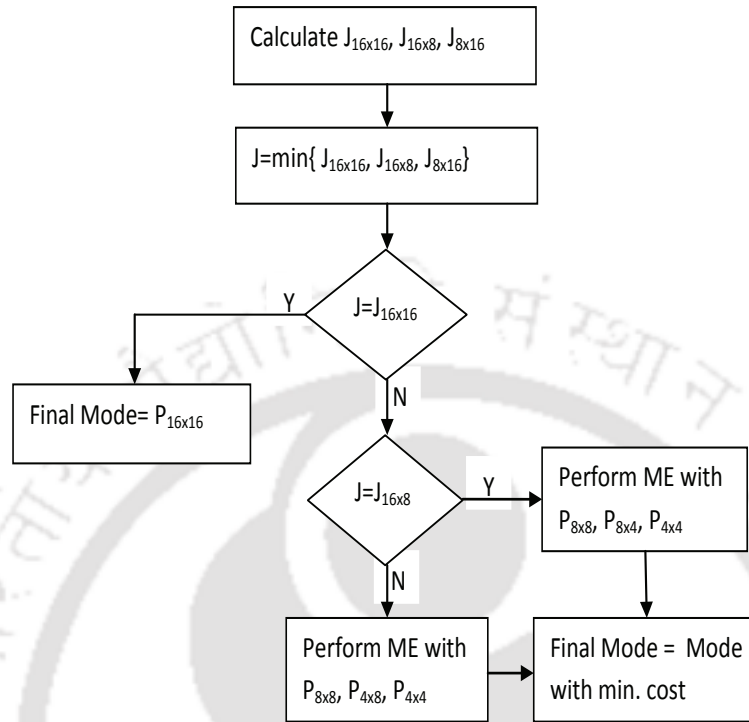 Calculate J₁₆ₓ₁₆, J₁₆ₓ₈, J₈ₓ₁₆
J=min{ J₁₆ₓ₁₆, J₁₆ₓ₈, J₈ₓ₁₆}
J=J₁₆ₓ₁₆
Y
Final Mode= P₁₆ₓ₁₆
N
J=J₁₆ₓ₈
Y
Perform ME with
P₈ₓ₈, P₈ₓ₄, P₄ₓ₄
N
Perform ME with
P₈ₓ₈, P₄ₓ₈, P₄ₓ₄
Final Mode = Mode
with min. cost